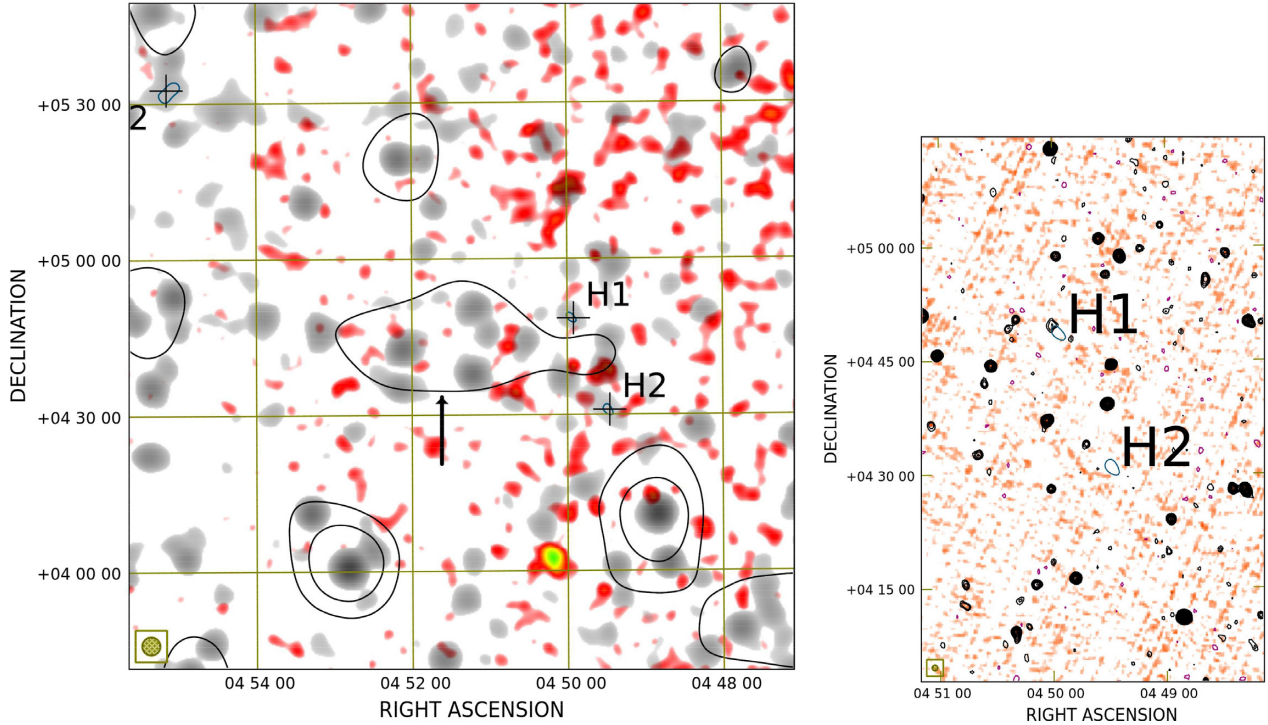 +05 30 00
2
+05 00 00
H1
H2
+04 30 00
+04 00 00
04 54 00
04 52 00
04 50 00
04 48 00
RIGHT ASCENSION
DECLINATION
+05 00 00
H1
+04 45 00
H2
+04 30 00
+04 15 00
04 51 00
04 50 00
04 49 00
RIGHT ASCENSION
DECLINATION